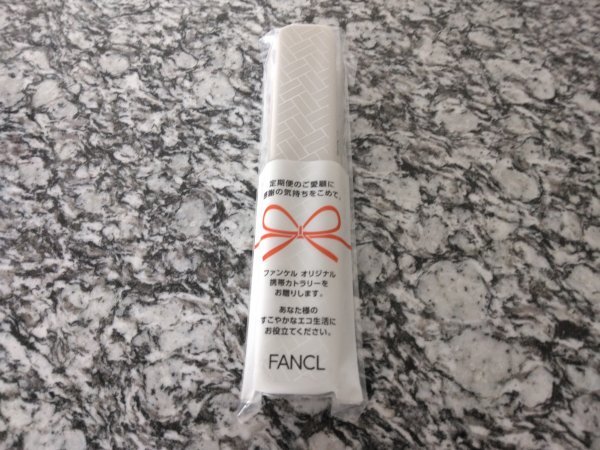 定期便のご愛顧に
感謝の気持ちをこめて、
ファンケル オリジナル
携帯カトラリーを
お贈りします。
あなた様の
すこやかなエコ生活に
お役立てください。
FANCL